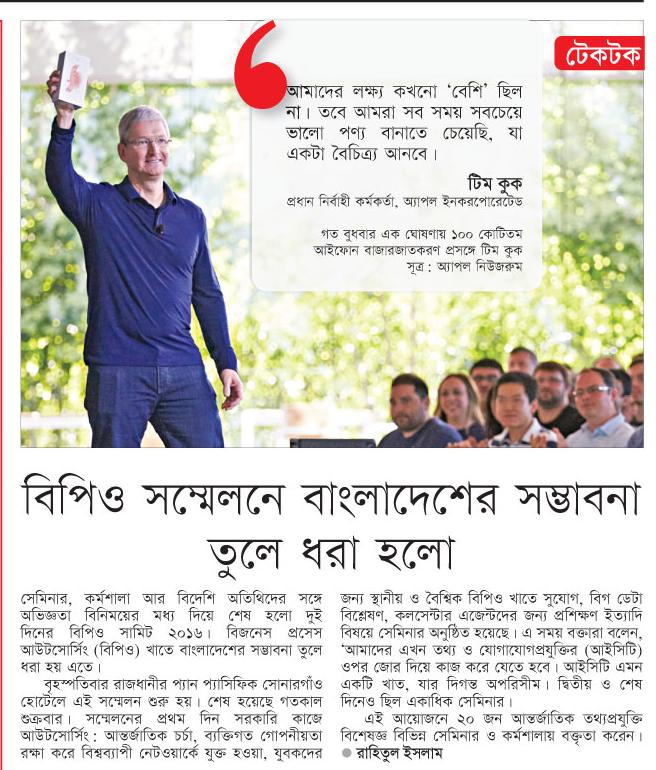 টেকটক
আমাদের লক্ষ্য কখনো ‘বেশি’ ছিল
না। তবে আমরা সব সময় সবচেয়ে
ভালো পণ্য বানাতে চেয়েছি, যা
একটা বৈচিত্র্য আনবে।
টিম কুক
প্রধান নির্বাহী কর্মকর্তা, অ্যাপল ইনকরপোরেটেড
গত বুধবার এক ঘোষণায় ১০০ কোটিতম
আইফোন বাজারজাতকরণ প্রসঙ্গে টিম কুক
সূত্র : অ্যাপল নিউজরুম
বিপিও সম্মেলনে বাংলাদেশের সম্ভাবনা
তুলে ধরা হলো
সেমিনার, কর্মশালা আর বিদেশি অতিথিদের সঙ্গে
অভিজ্ঞতা বিনিময়ের মধ্য দিয়ে শেষ হলো দুই
দিনের বিপিও সামিট ২০১৬। বিজনেস প্রসেস
আউটসোর্সিং (বিপিও) খাতে বাংলাদেশের সম্ভাবনা তুলে
ধরা হয় এতে।
বৃহস্পতিবার রাজধানীর প্যান প্যাসিফিক সোনারগাঁও
হোটেলে এই সম্মেলন শুরু হয়। শেষ হয়েছে গতকাল
শুক্রবার। সম্মেলনের প্রথম দিন সরকারি কাজে
আউটসোর্সিং : আন্তর্জাতিক চর্চা, ব্যক্তিগত গোপনীয়তা
রক্ষা করে বিশ্বব্যাপী নেটওয়ার্কে যুক্ত হওয়া, যুবকদের
জন্য স্থানীয় ও বৈশ্বিক বিপিও খাতে সুযোগ, বিগ ডেটা
বিশ্লেষণ, কলসেন্টার এজেন্টদের জন্য প্রশিক্ষণ ইত্যাদি
বিষয়ে সেমিনার অনুষ্ঠিত হয়েছে। এ সময় বক্তারা বলেন,
‘আমাদের এখন তথ্য ও যোগাযোগপ্রযুক্তির (আইসিটি)
ওপর জোর দিয়ে কাজ করে যেতে হবে। আইসিটি এমন
একটি খাত, যার দিগন্ত অপরিসীম। দ্বিতীয় ও শেষ
দিনেও ছিল একাধিক সেমিনার।
এই আয়োজনে ২০ জন আন্তর্জাতিক তথ্যপ্রযুক্তি
বিশেষজ্ঞ বিভিন্ন সেমিনার ও কর্মশালায় বক্তৃতা করেন।
● রাহিতুল ইসলাম